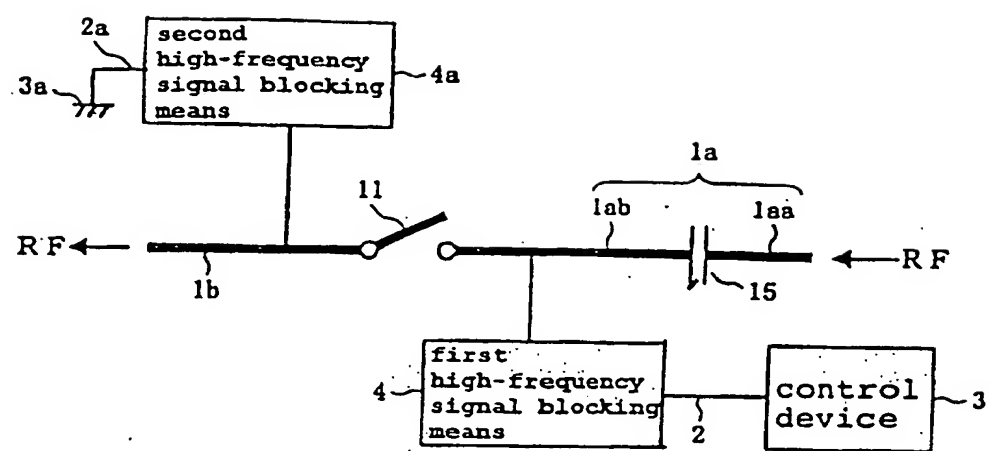 2a
second
high-frequency
signal blocking
means
4a
3a
1a
11
1ab
1aa
RF
RF
1b
15
first
high-frequency
signal blocking
means
4
2
control
device
3